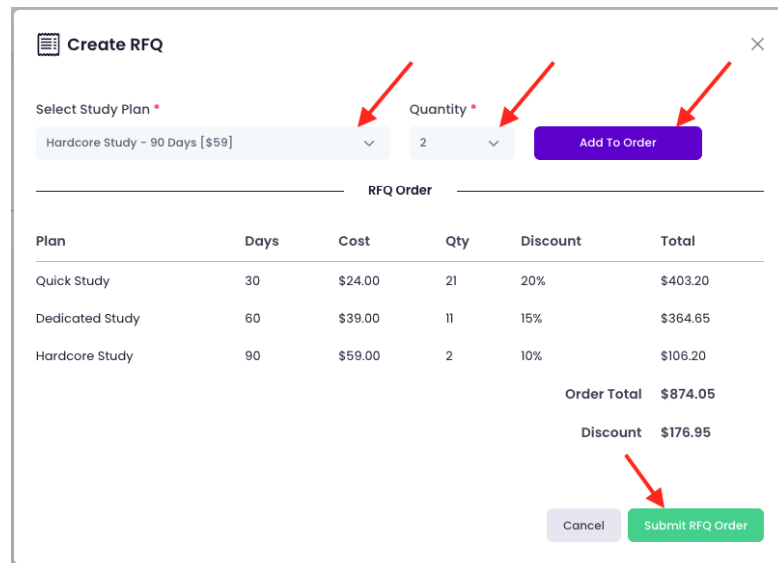 Create RFQ
Select Study Plan * Quantity *
Hardcore Study - 90 Days [$59] 2 Add To Order
RFQ Order
Plan Days Cost Qty Discount Total
Quick Study 30 $24.00 21 20% $403.20
Dedicated Study 60 $39.00 11 15% $364.65
Hardcore Study 90 $59.00 2 10% $106.20
Order Total $874.05
Discount $176.95
Cancel Submit RFQ Order